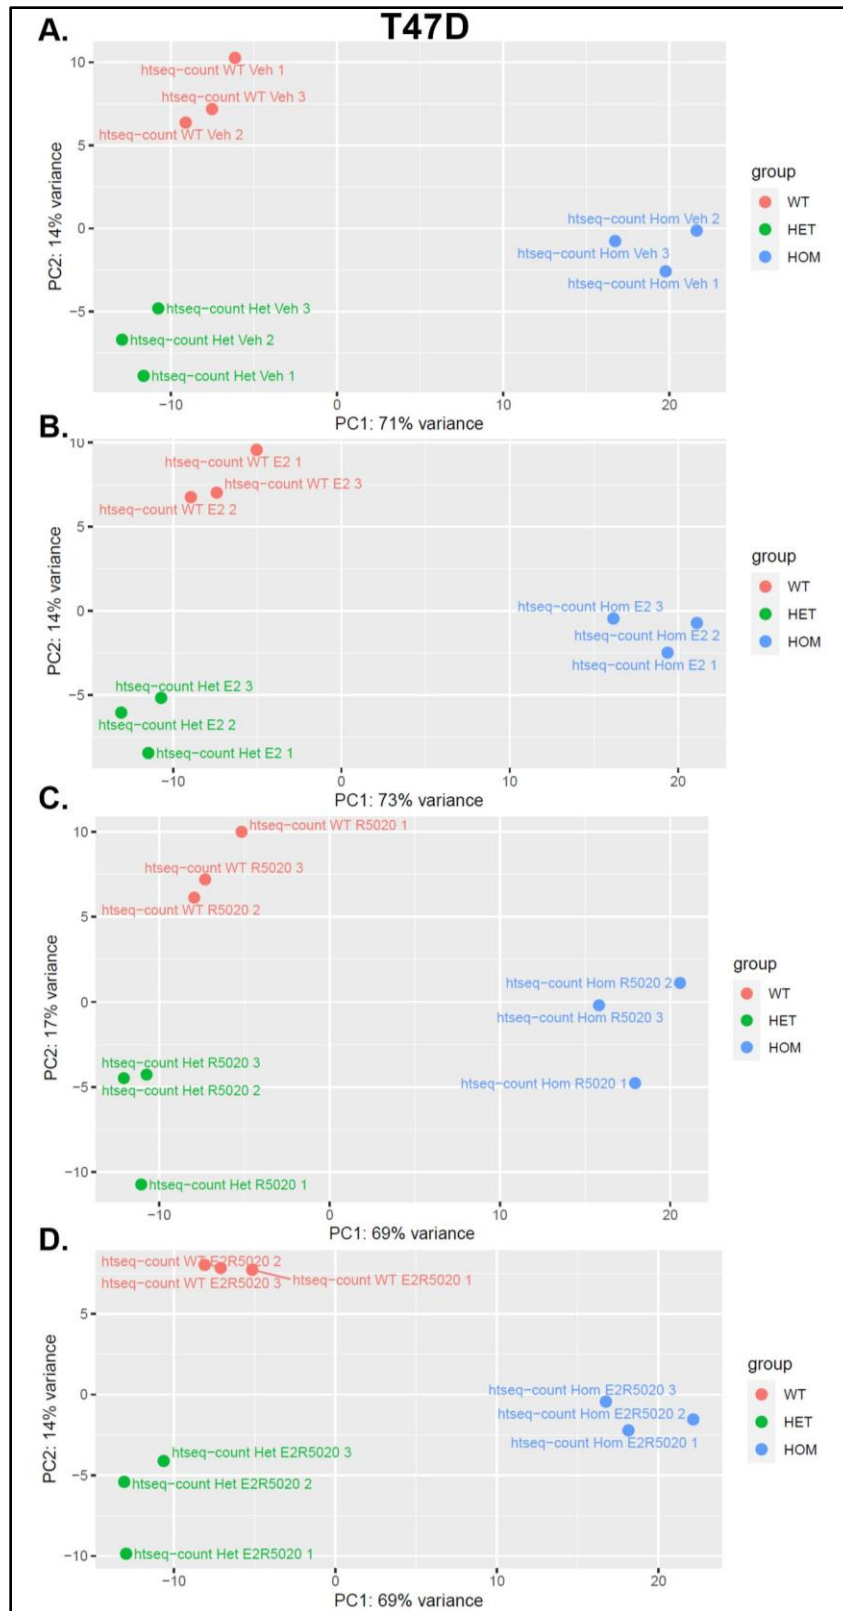 T47D
A.
10
5
0
−5
PC2: 14% variance
htseq−count WT Veh 1
htseq−count WT Veh 3
htseq−count WT Veh 2
htseq−count Hom Veh 2
htseq−count Hom Veh 3
htseq−count Hom Veh 1
htseq−count Het Veh 3
htseq−count Het Veh 2
htseq−count Het Veh 1
−10
0
10
20
PC1: 71% variance
group
WT
HET
HOM
B.
10
5
0
−5
PC2: 14% variance
htseq−count WT E2 1
htseq−count WT E2 3
htseq−count WT E2 2
htseq−count Hom E2 3
htseq−count Hom E2 2
htseq−count Hom E2 1
htseq−count Het E2 3
htseq−count Het E2 2
htseq−count Het E2 1
−10
0
10
20
PC1: 73% variance
group
WT
HET
HOM
C.
10
5
0
−5
−10
PC2: 17% variance
htseq−count WT R5020 1
htseq−count WT R5020 3
htseq−count WT R5020 2
htseq−count Hom R5020 2
htseq−count Hom R5020 3
htseq−count Hom R5020 1
htseq−count Het R5020 3
htseq−count Het R5020 2
htseq−count Het R5020 1
−10
0
10
20
PC1: 69% variance
group
WT
HET
HOM
D.
5
0
−5
−10
PC2: 14% variance
htseq−count WT E2R5020 2
htseq−count WT E2R5020 3
htseq−count WT E2R5020 1
htseq−count Hom E2R5020 3
htseq−count Hom E2R5020 2
htseq−count Hom E2R5020 1
htseq−count Het E2R5020 3
htseq−count Het E2R5020 2
htseq−count Het E2R5020 1
−10
0
10
20
PC1: 69% variance
group
WT
HET
HOM